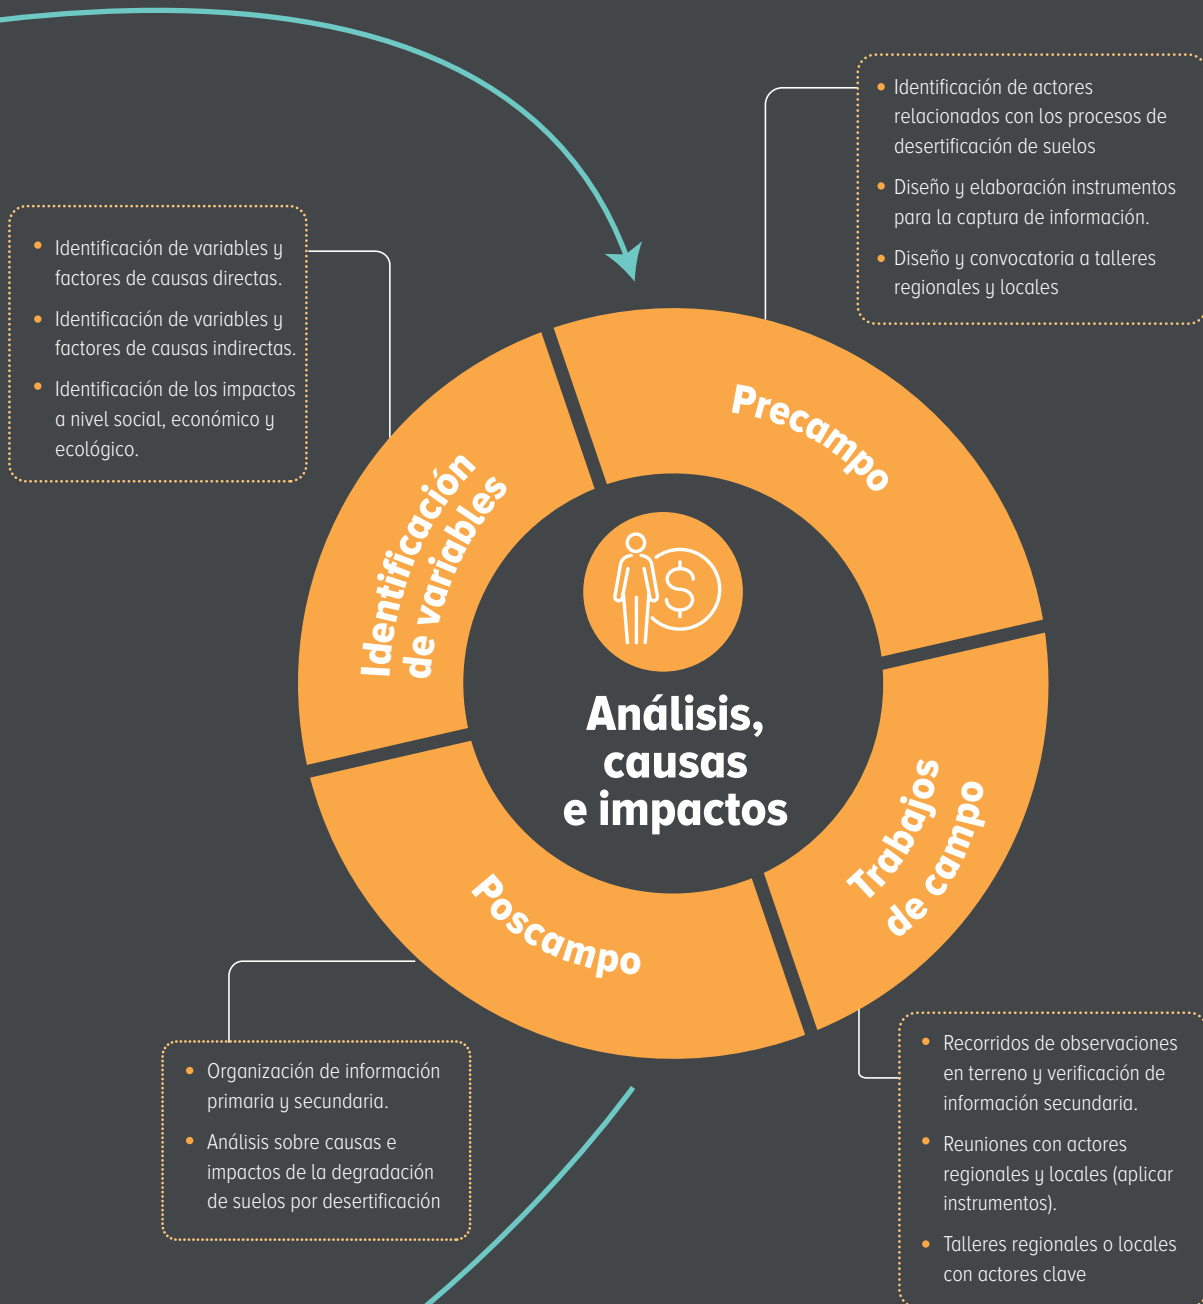 Identificación de actores
relacionados con los procesos de
desertificación de suelos
Diseño y elaboración instrumentos
para la captura de información.
Diseño y convocatoria a talleres
regionales y locales
Identificación de variables y
factores de causas directas.
Identificación de variables y
factores de causas indirectas.
Identificación de los impactos
a nivel social, económico y
ecológico.
Precampo
Identificación
de variables
$
Análisis,
causas
e impactos
Trabajos
de campo
Poscampo
Organización de información
primaria y secundaria.
Análisis sobre causas e
impactos de la degradación
de suelos por desertificación
Recorridos de observaciones
en terreno y verificación de
información secundaria.
Reuniones con actores
regionales y locales (aplicar
instrumentos).
Talleres regionales o locales
con actores clave